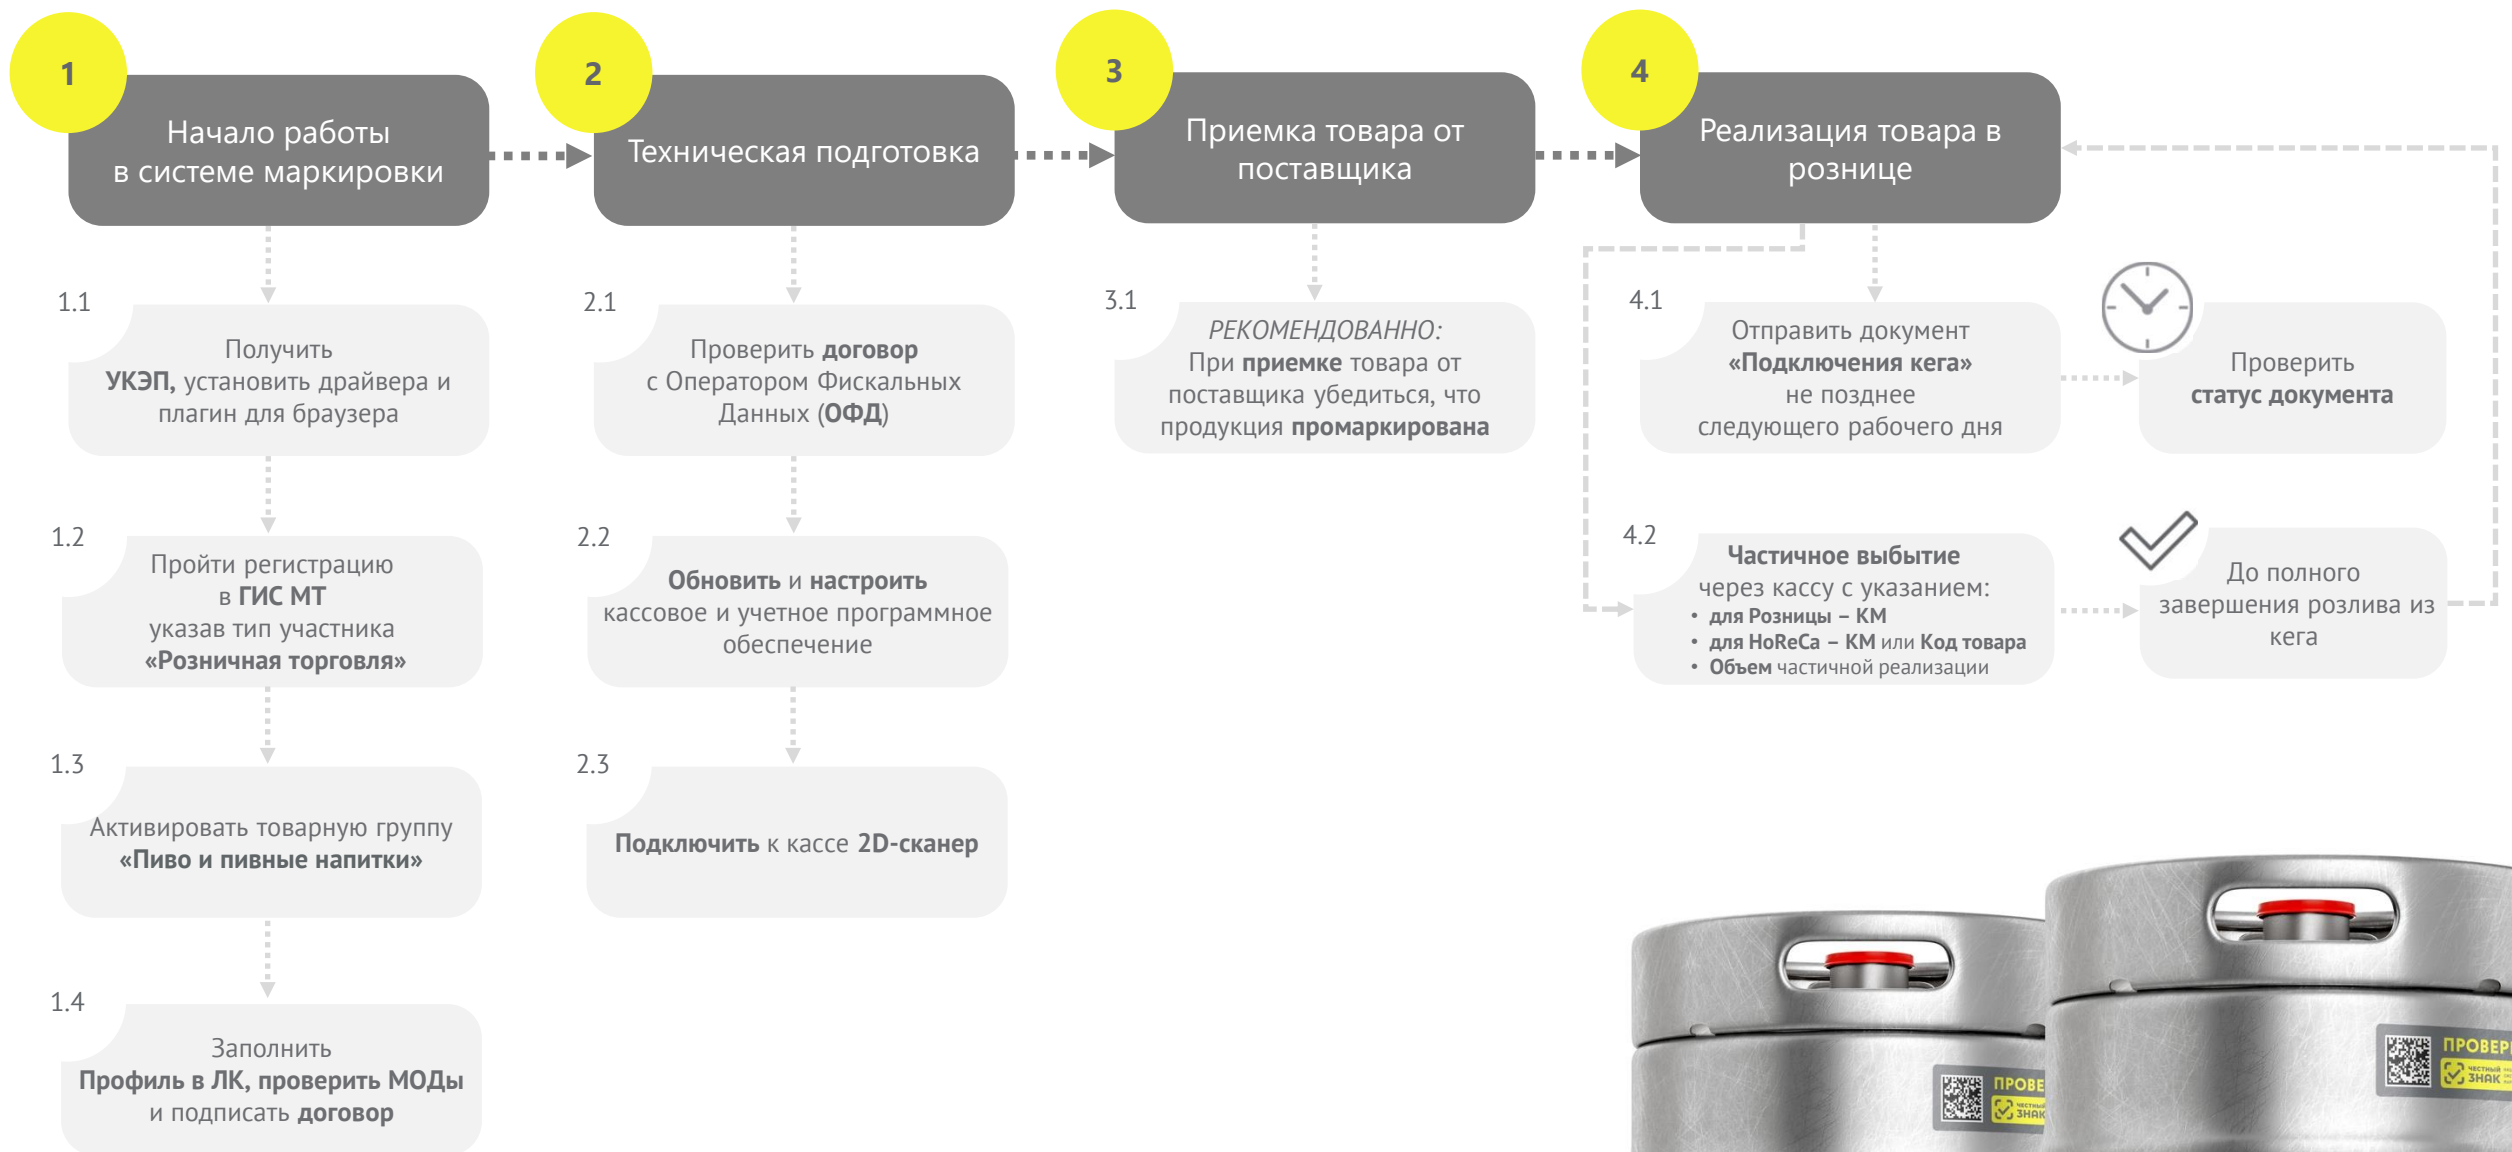 1
Начало работы
в системе маркировки
2
Техническая подготовка
3
Приемка товара от
поставщика
4
Реализация товара в
рознице
1.1
Получить
УКЭП, установить драйвера и
плагин для браузера
1.2
Пройти регистрацию
в ГИС МТ
указав тип участника
«Розничная торговля»
1.3
Активировать товарную группу
«Пиво и пивные напитки»
1.4
Заполнить
Профиль в ЛК, проверить МОДы
и подписать договор
2.1
Проверить договор
с Оператором Фискальных
Данных (ОФД)
2.2
Обновить и настроить
кассовое и учетное программное
обеспечение
2.3
Подключить к кассе 2D-сканер
3.1
РЕКОМЕНДОВАННО:
При приемке товара от
поставщика убедиться, что
продукция промаркирована
4.1
Отправить документ
«Подключения кега»
не позднее
следующего рабочего дня
Проверить
статус документа
4.2
Частичное выбытие
через кассу с указанием:
• для Розницы – КМ
• для HoReCa – КМ или Код товара
• Объем частичной реализации
До полного
завершения розлива из
кега
ПРОВЕ
ЧЕСТНЫЙ
ЗНАК
ПРОВЕР
ЧЕСТНЫЙ
ЗНАК